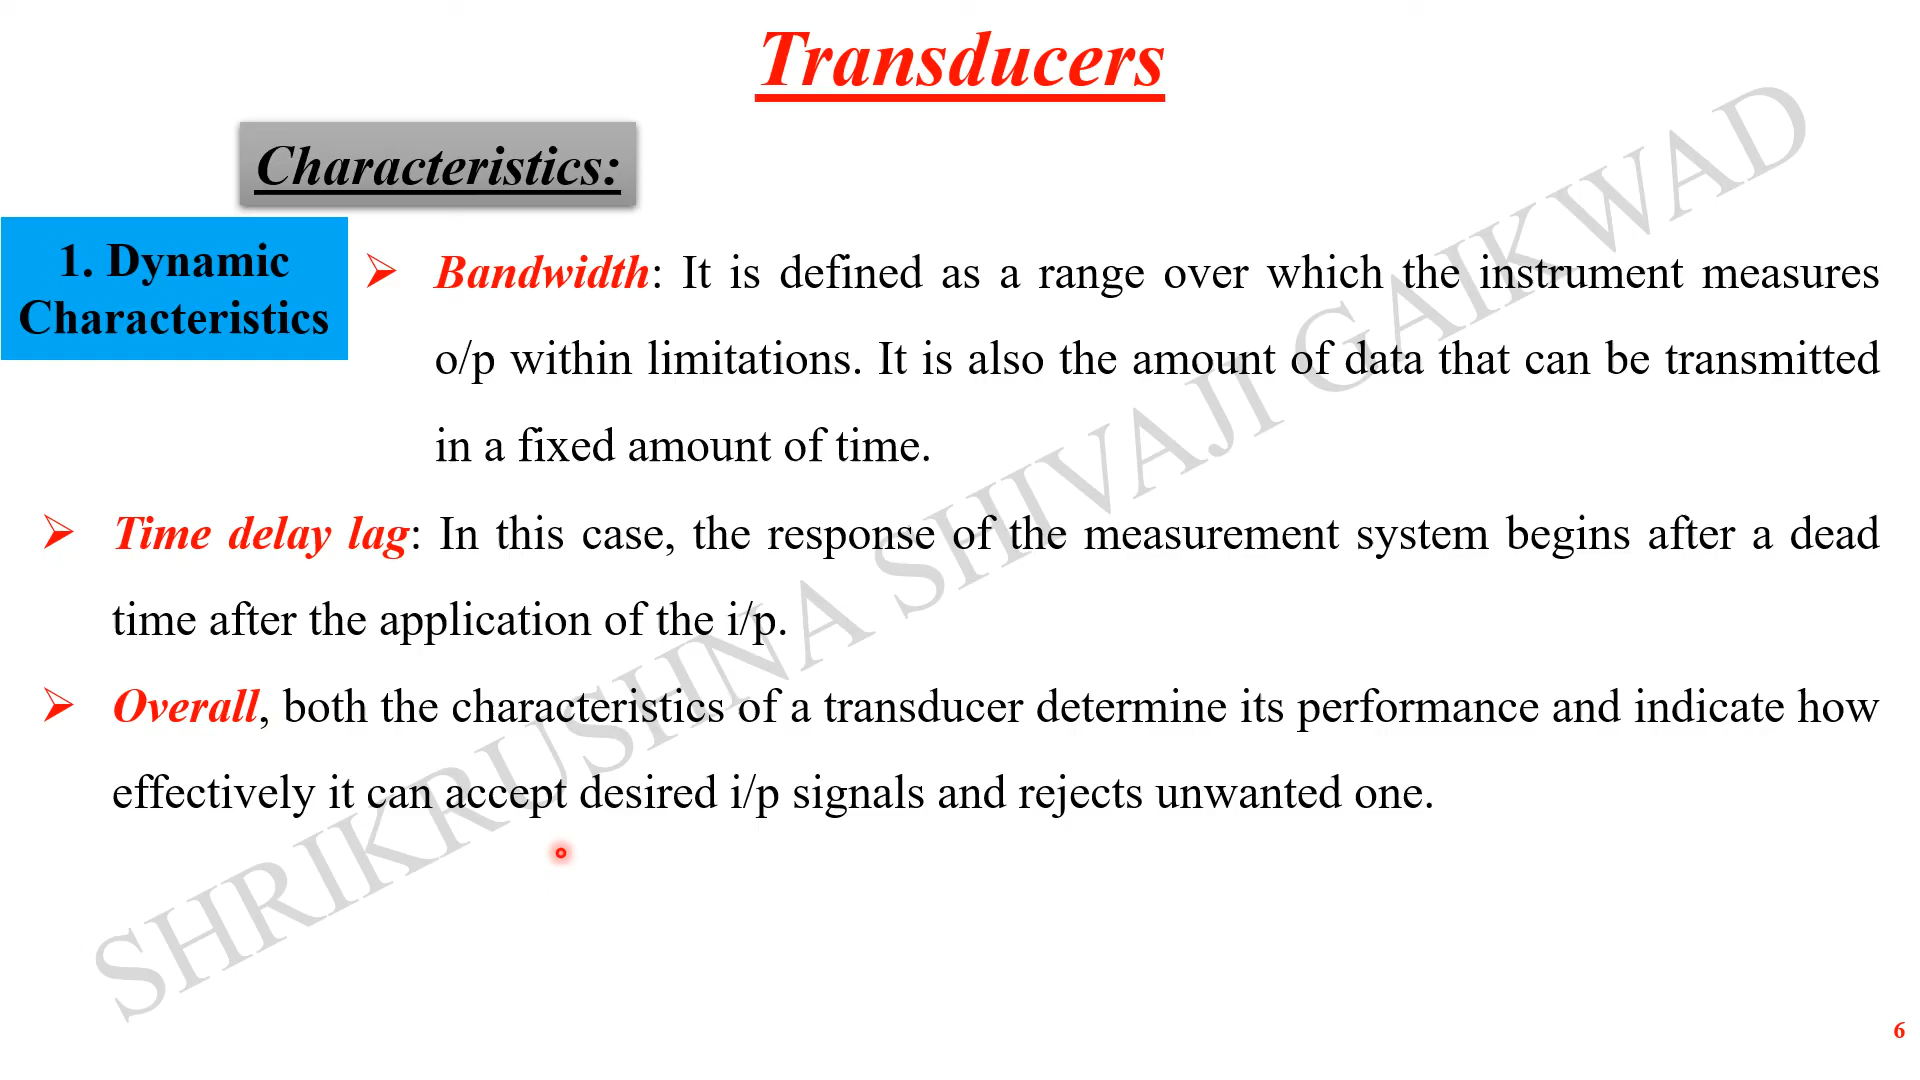 Transducers
Characteristics:
1. Dynamic
Characteristics
➢ Bandwidth: It is defined as a range over which the instrument measures
o/p within limitations. It is also the amount of data that can be transmitted
in a fixed amount of time.
➢ Time delay lag: In this case, the response of the measurement system begins after a dead
time after the application of the i/p.
➢ Overall, both the characteristics of a transducer determine its performance and indicate how
effectively it can accept desired i/p signals and rejects unwanted one.
SHRIKRUSHNA SHIVAJI GAIKWAD
6